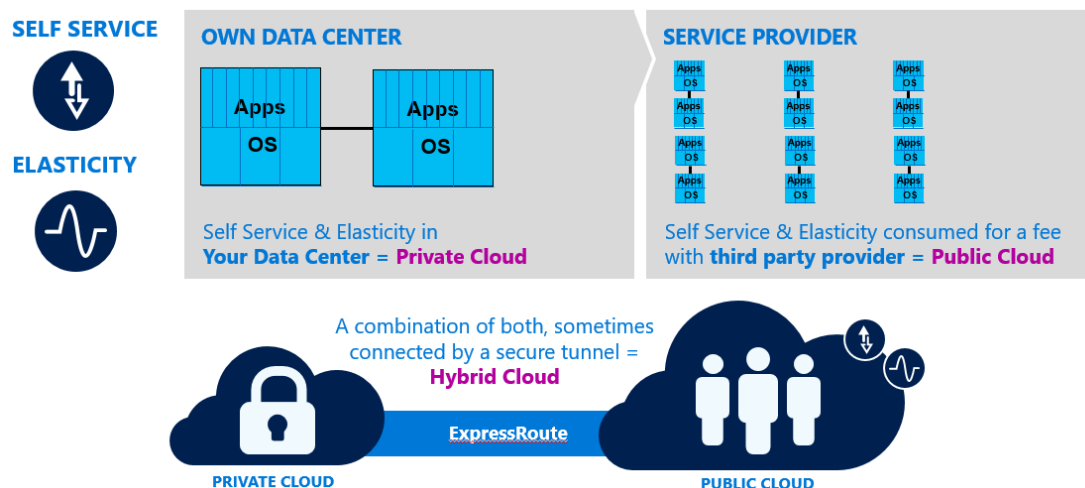 SELF SERVICE
ELASTICITY
OWN DATA CENTER
Apps
OS
Apps
OS
Self Service & Elasticity in
Your Data Center = Private Cloud
SERVICE PROVIDER
Apps
OS
Apps
OS
Apps
OS
Apps
OS
Apps
OS
Apps
OS
Apps
OS
Apps
OS
Apps
OS
Apps
OS
Apps
OS
Apps
OS
Self Service & Elasticity consumed for a fee
with third party provider = Public Cloud
A combination of both, sometimes
connected by a secure tunnel =
Hybrid Cloud
ExpressRoute
PRIVATE CLOUD
PUBLIC CLOUD